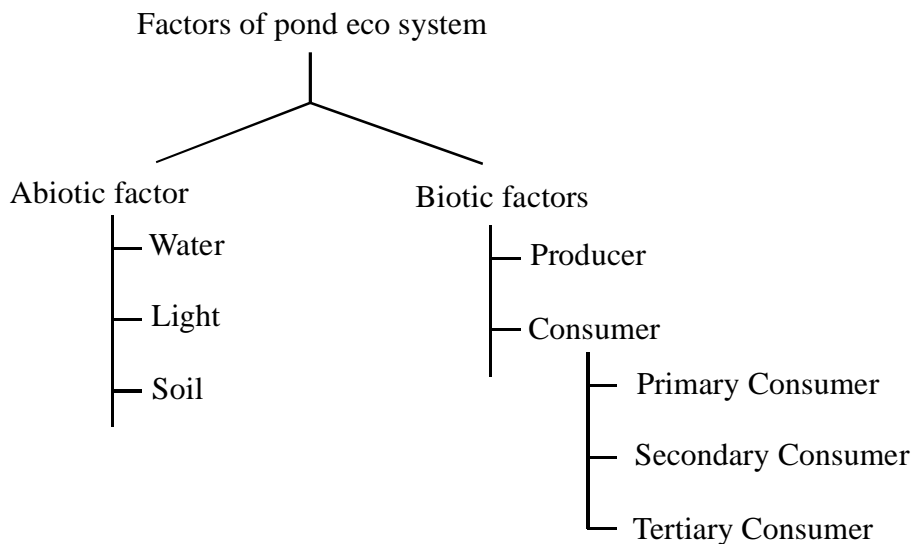 Factors of pond eco system
Abiotic factor
Water
Light
Soil
Biotic factors
Producer
Consumer
Primary Consumer
Secondary Consumer
Tertiary Consumer